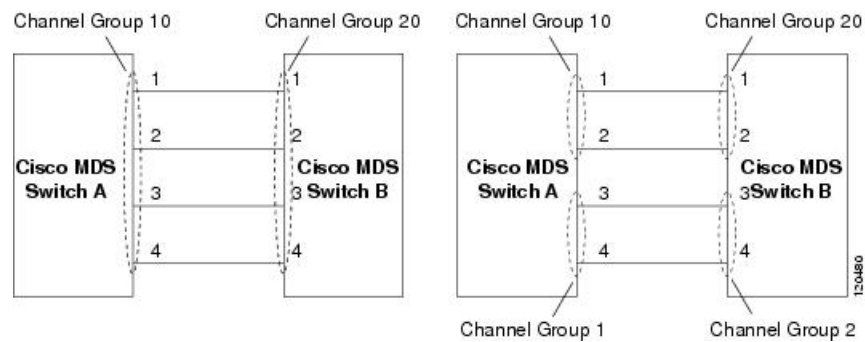 Channel Group 10
Channel Group 20
1
1
2
2
Cisco MDS
Switch A
Cisco MDS
Switch B
3
3
4
4
Channel Group 10
Channel Group 20
1
1
2
2
Cisco MDS
Switch A
Cisco MDS
Switch B
3
3
4
4
Channel Group 1
Channel Group 2
120480